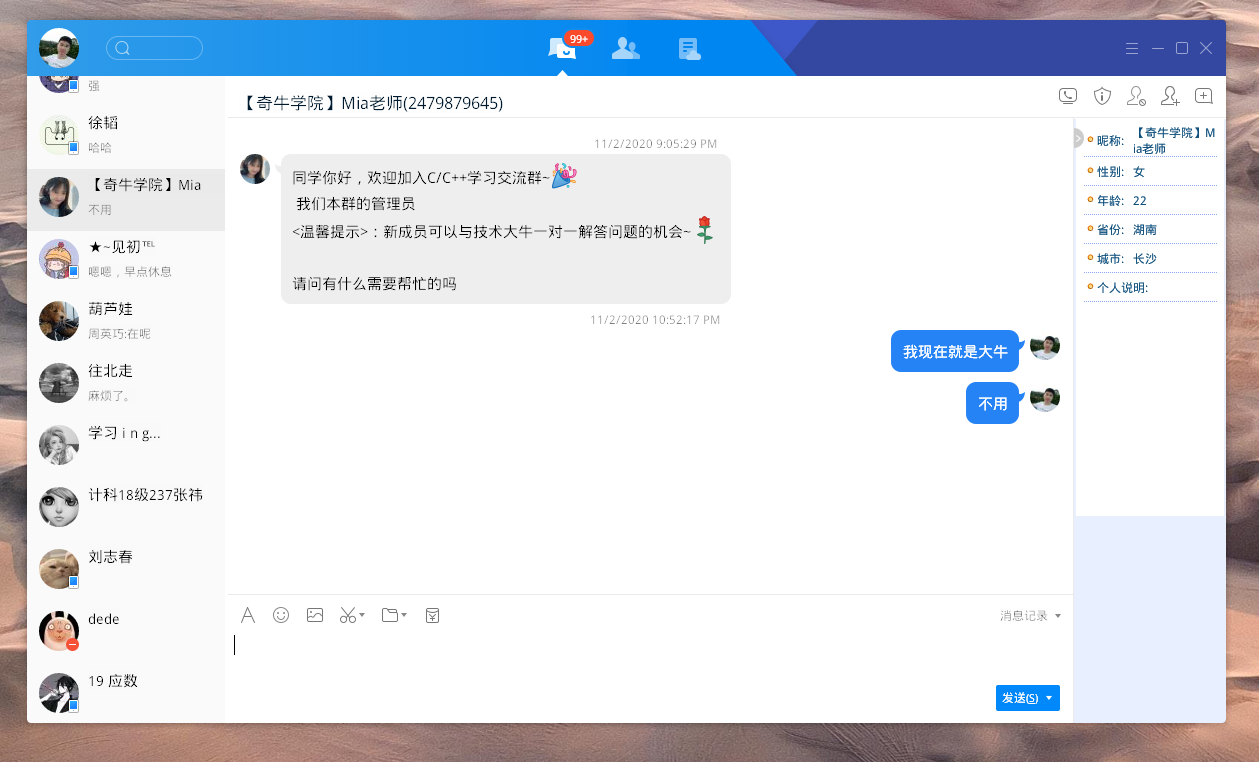 99+
强
徐韬
哈哈
【奇牛学院】Mia
不用
★~见初℡
嗯嗯，早点休息
葫芦娃
周英巧:在呢
往北走
麻烦了。
学习 i n g...
计科18级237张祎
刘志春
dede
19 应数
【奇牛学院】Mia老师(2479879645)
11/2/2020 9:05:29 PM
同学你好，欢迎加入C/C++学习交流群~
我们本群的管理员
<温馨提示>：新成员可以与技术大牛一对一解答问题的机会~
请问有什么需要帮忙的吗
11/2/2020 10:52:17 PM
我现在就是大牛
不用
消息记录
发送(S)
昵称: 【奇牛学院】M
ia老师
性别: 女
年龄: 22
省份: 湖南
城市: 长沙
个人说明: